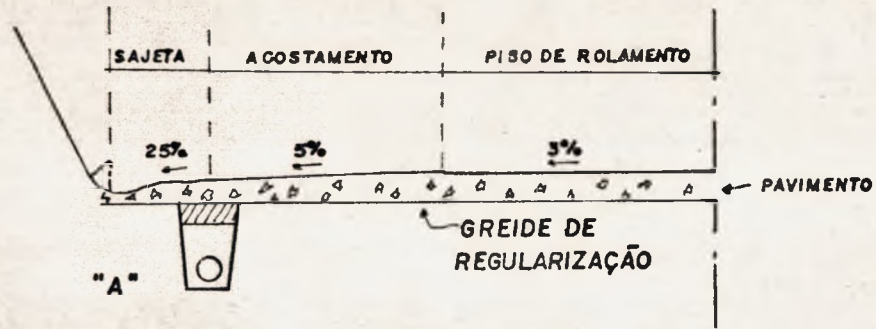 SAJETA
ACOSTAMENTO
PISO DE ROLAMENTO
25%
5%
3%
PAVIMENTO
GREIDE DE
REGULARIZAÇÃO
"A"